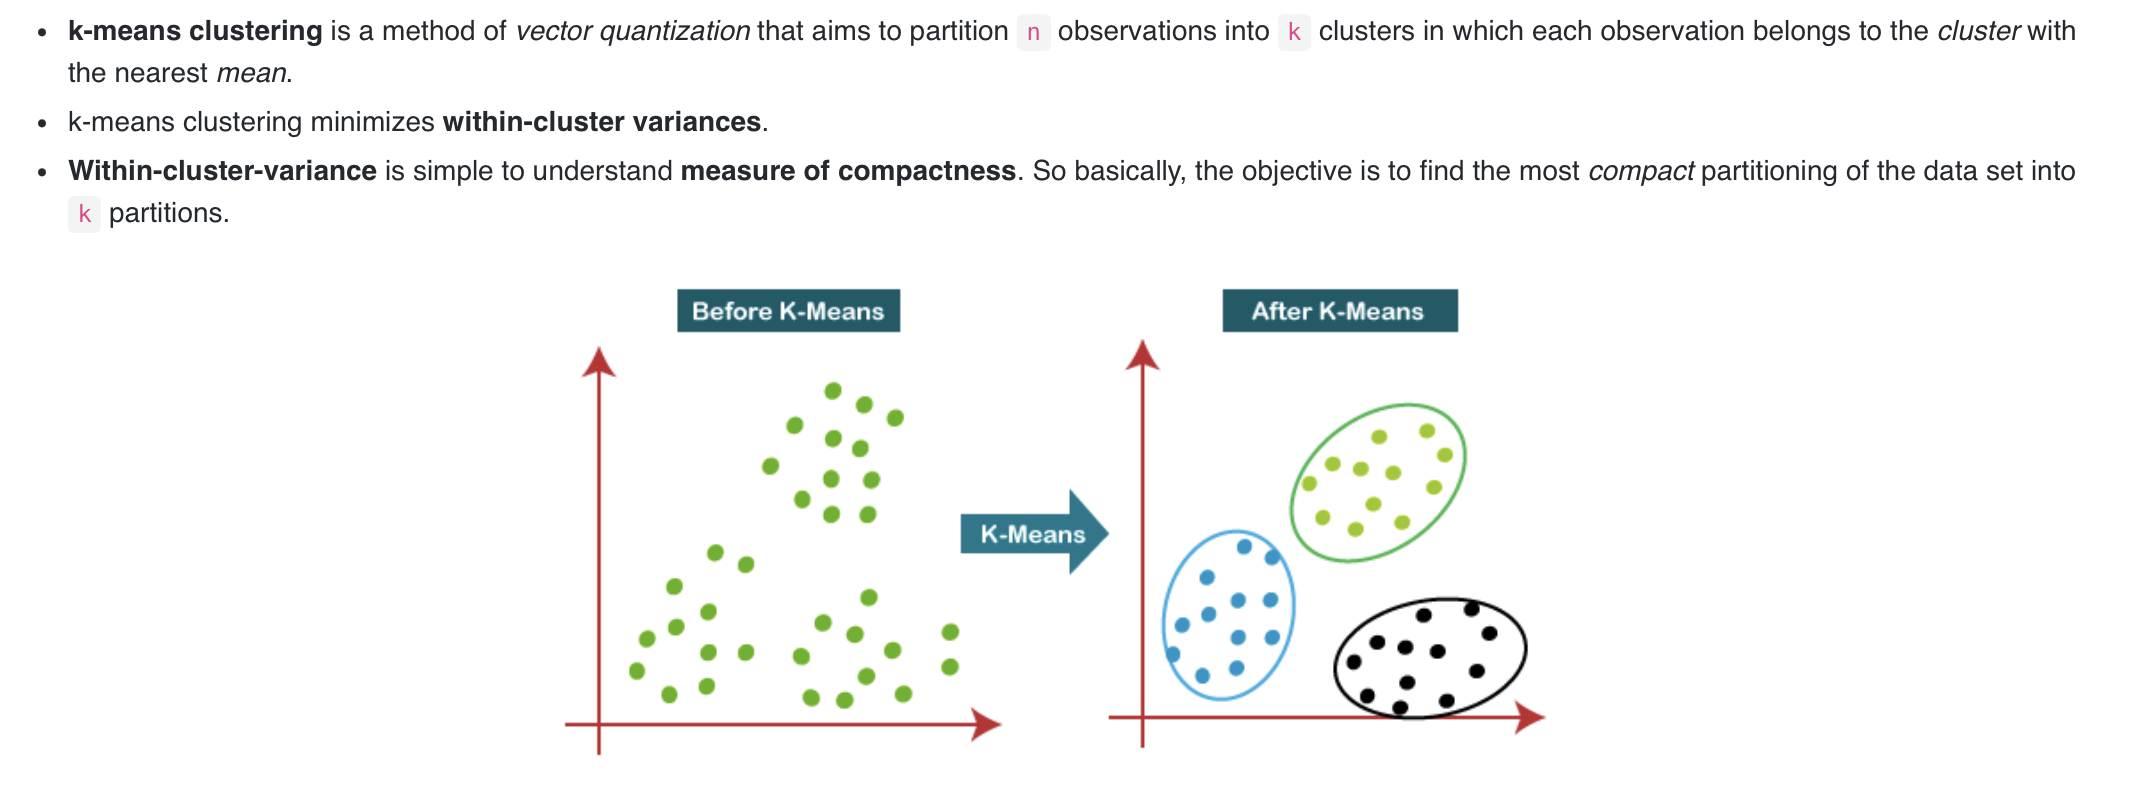 k-means clustering is a method of vector quantization that aims to partition n observations into k clusters in which each observation belongs to the cluster with
the nearest mean.
k-means clustering minimizes within-cluster variances.
Within-cluster-variance is simple to understand measure of compactness. So basically, the objective is to find the most compact partitioning of the data set into
k partitions.
Before K-Means
After K-Means
K-Means